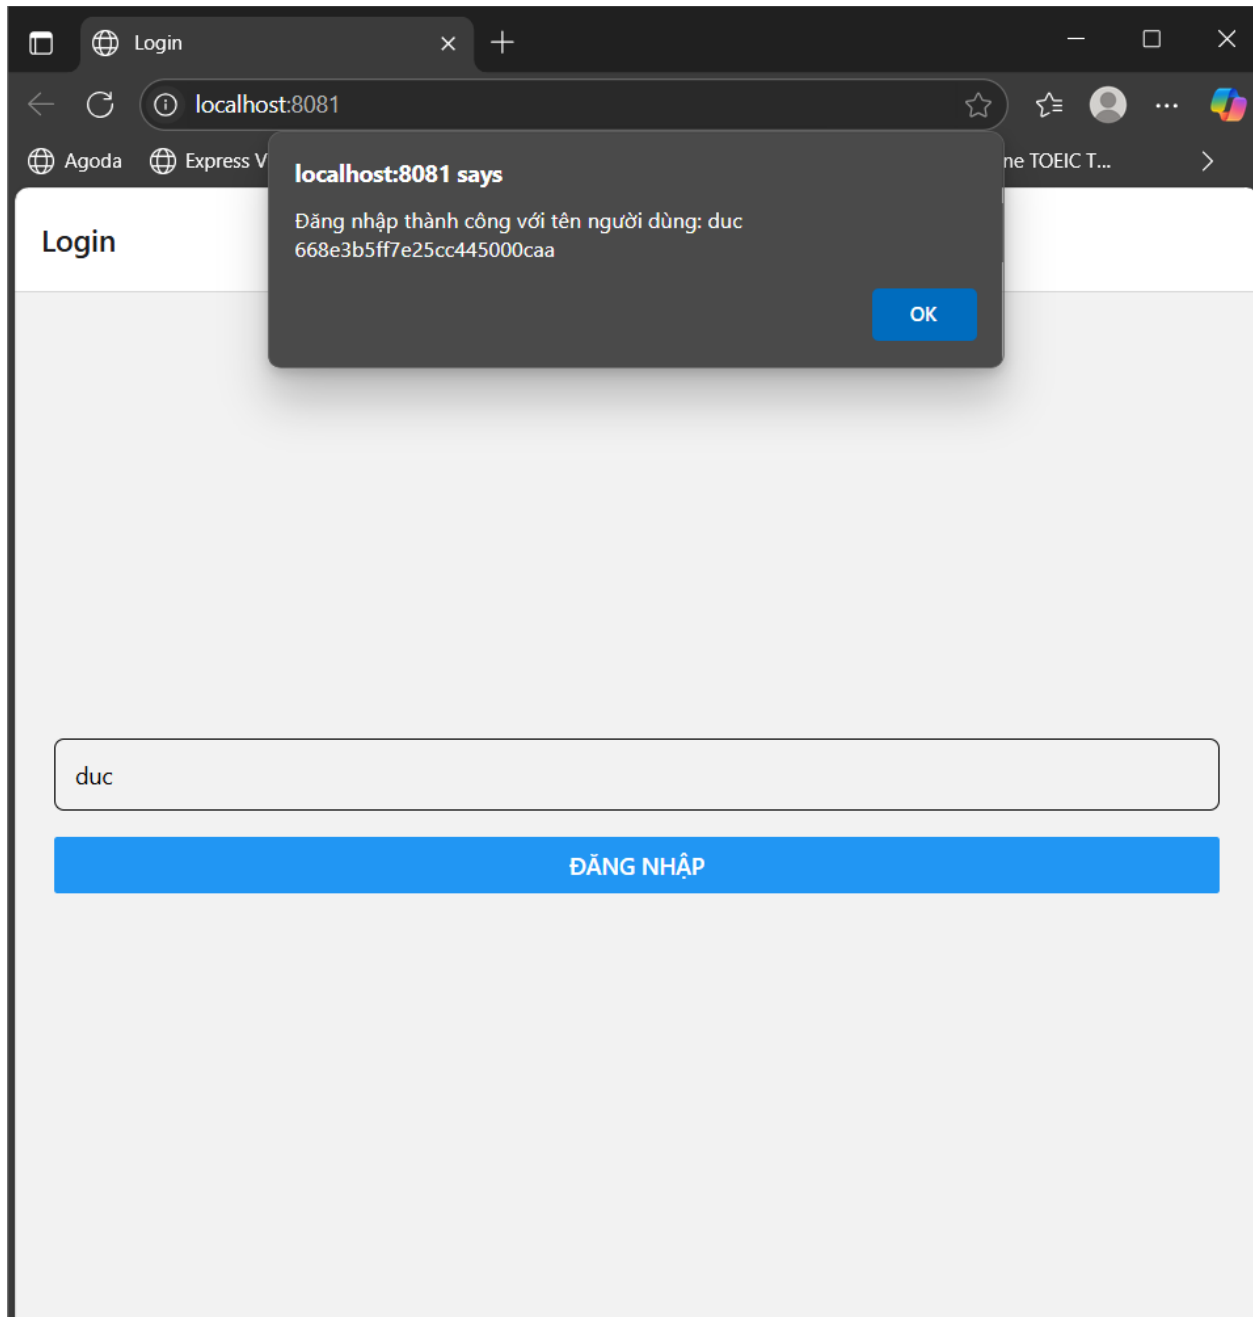 Login
localhost:8081
Agoda
Express V
ne TOEIC T...
localhost:8081 says
Đăng nhập thành công với tên người dùng: duc
668e3b5ff7e25cc445000caa
OK
Login
duc
ĐĂNG NHẬP